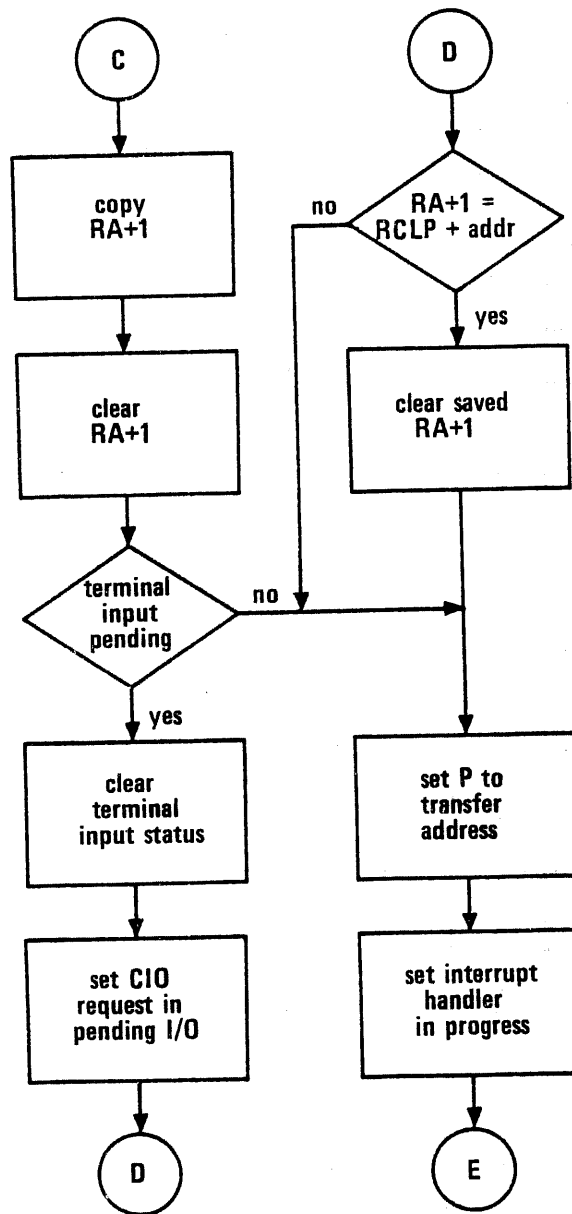 C
copy
RA+1
clear
RA+1
terminal
input
pending
no
yes
clear
terminal
input status
set CIO
request in
pending I/O
D
D
RA+1 =
RCLP + addr
no
yes
clear saved
RA+1
set P to
transfer
address
set interrupt
handler
in progress
E